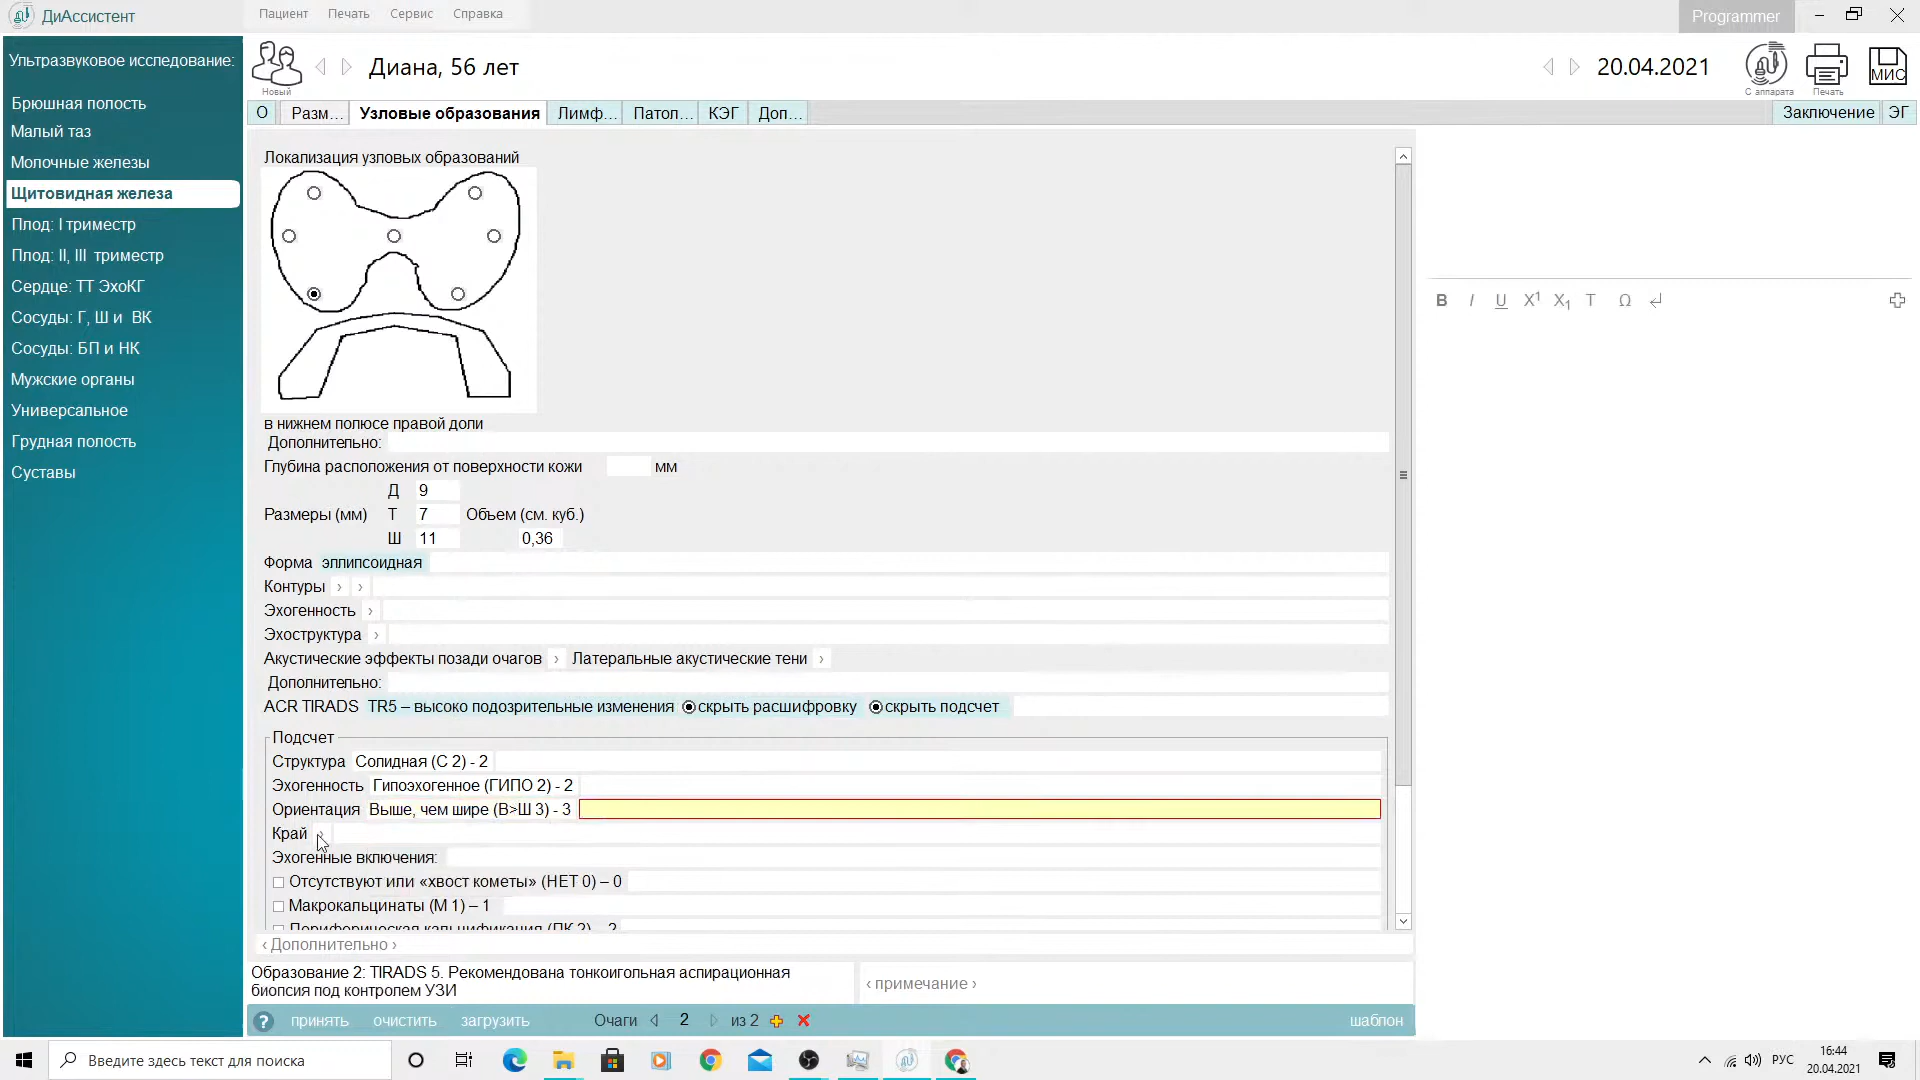 ДиАссистент
Пациент Печать Сервис Справка
Programmer
Ультразвуковое исследование:
Брюшная полость
Малый таз
Молочные железы
Щитовидная железа
Плод: I триместр
Плод: II, III триместр
Сердце: ТТ ЭхоКГ
Сосуды: Г, Ш и ВК
Сосуды: БП и НК
Мужские органы
Универсальное
Грудная полость
Суставы
Новый
Диана, 56 лет
20.04.2021
С аппарата
Печать
МИС
О Разм... Узловые образования Лимф... Патол... КЭГ Доп...
Заключение ЭГ
Локализация узловых образований
в нижнем полюсе правой доли
Дополнительно:
Глубина расположения от поверхности кожи мм
Д 9
Размеры (мм) Т 7 Объем (см. куб.)
Ш 11 0,36
Форма эллипсоидная
Контуры › ›
Эхогенность ›
Эхоструктура ›
Акустические эффекты позади очагов › Латеральные акустические тени ›
Дополнительно:
ACR TIRADS TR5 – высоко подозрительные изменения скрыть расшифровку скрыть подсчет
Подсчет
Структура Солидная (С 2) - 2
Эхогенность Гипоэхогенное (ГИПО 2) - 2
Ориентация Выше, чем шире (В>Ш 3) - 3
Край
Эхогенные включения:
Отсутствуют или «хвост кометы» (НЕТ 0) – 0
Макрокальцинаты (М 1) – 1
Периферическая кальцификация (ПК 2) – 2
‹ Дополнительно ›
Образование 2: TIRADS 5. Рекомендована тонкоигольная аспирационная
биопсия под контролем УЗИ
‹ примечание ›
? принять очистить загрузить Очаги 2 из 2 шаблон
B I U X1 X1 T Ω
Введите здесь текст для поиска
РУС
16:44
20.04.2021